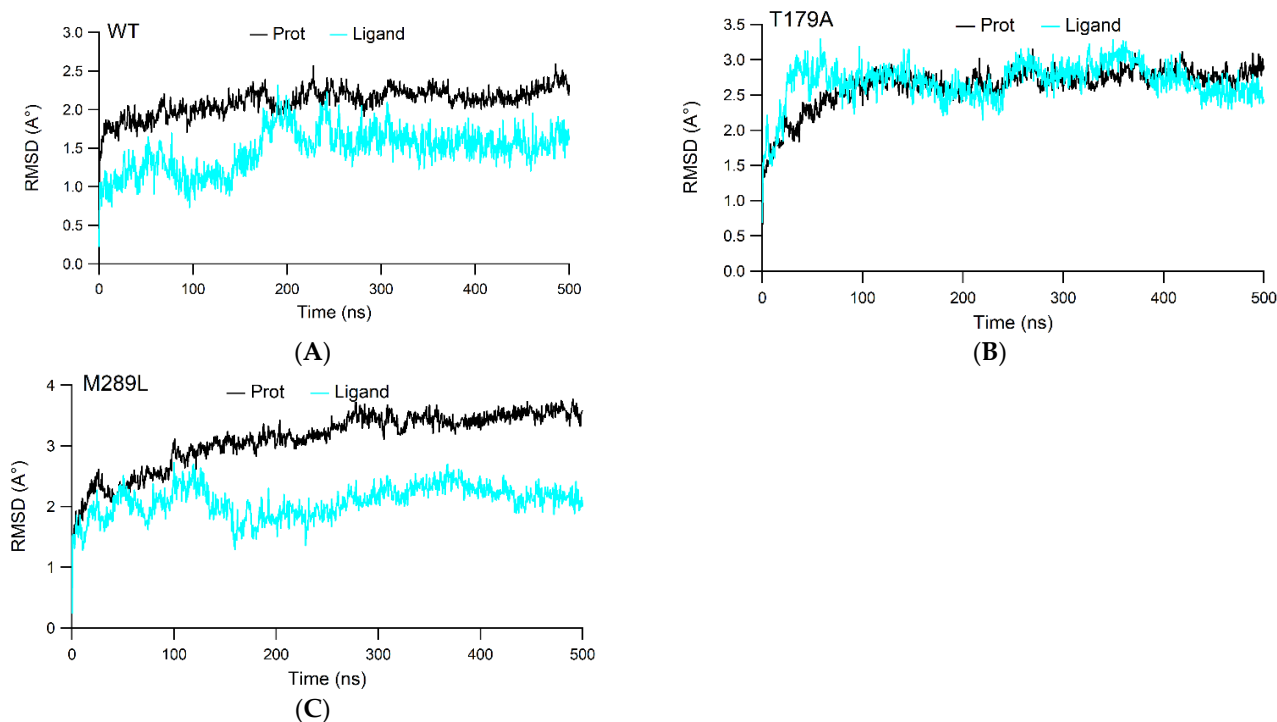 WT
Prot Ligand
3.0
2.5
2.0
1.5
1.0
0.5
0.0
RMSD (A°)
0 100 200 300 400 500
Time (ns)
(A)
T179A
Prot Ligand
3.5
3.0
2.5
2.0
1.5
1.0
0.5
0.0
RMSD (A°)
0 100 200 300 400 500
Time (ns)
(B)
M289L
Prot Ligand
4
3
2
1
0
RMSD (A°)
0 100 200 300 400 500
Time (ns)
(C)